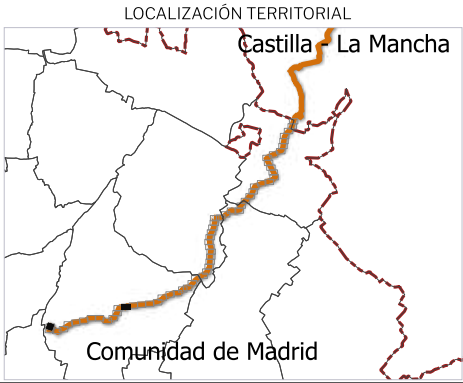 LOCALIZACIÓN TERRITORIAL
Castilla - La Mancha
Comunidad de Madrid